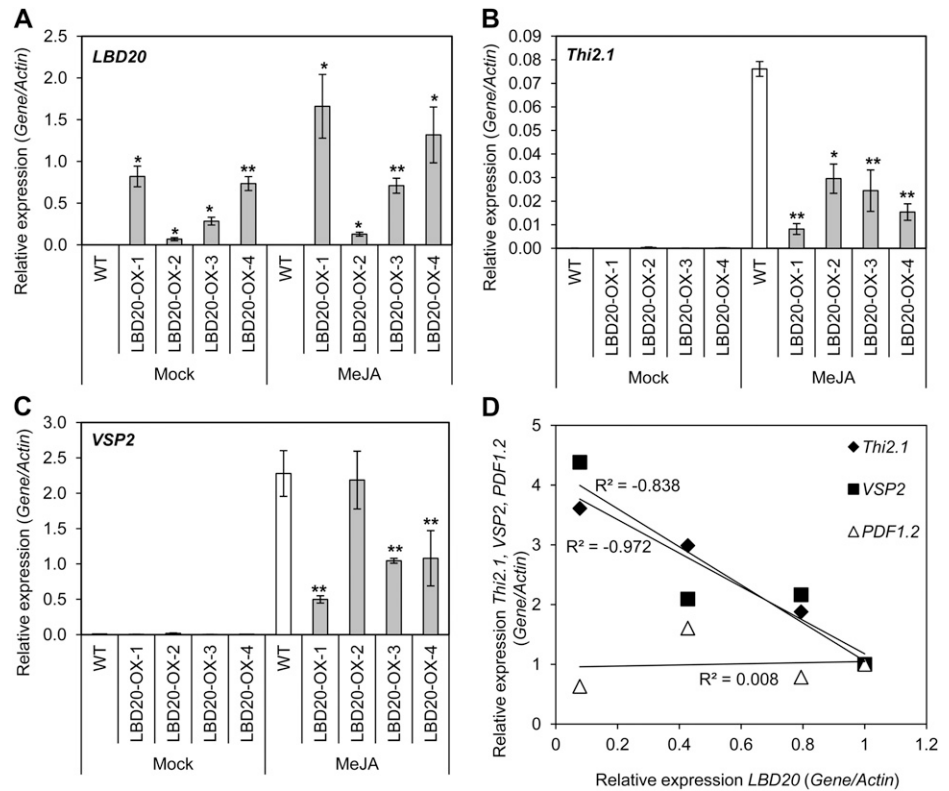 A
Relative expression (Gene/Actin)
2.5
2.0
1.5
1.0
0.5
0.0
LBD20
* * * ** * * ** *
WT LBD20-OX-1 LBD20-OX-2 LBD20-OX-3 LBD20-OX-4 WT LBD20-OX-1 LBD20-OX-2 LBD20-OX-3 LBD20-OX-4
Mock MeJA
B
Relative expression (Gene/Actin)
0.09
0.08
0.07
0.06
0.05
0.04
0.03
0.02
0.01
0.00
Thi2.1
** * ** **
WT LBD20-OX-1 LBD20-OX-2 LBD20-OX-3 LBD20-OX-4 WT LBD20-OX-1 LBD20-OX-2 LBD20-OX-3 LBD20-OX-4
Mock MeJA
C
Relative expression (Gene/Actin)
3.0
2.5
2.0
1.5
1.0
0.5
0.0
VSP2
** ** **
WT LBD20-OX-1 LBD20-OX-2 LBD20-OX-3 LBD20-OX-4 WT LBD20-OX-1 LBD20-OX-2 LBD20-OX-3 LBD20-OX-4
Mock MeJA
D
Relative expression Thi2.1, VSP2, PDF1.2
(Gene/Actin)
5
4
3
2
1
0
Thi2.1
VSP2
PDF1.2
R² = -0.838
R² = -0.972
R² = 0.008
0 0.2 0.4 0.6 0.8 1 1.2
Relative expression LBD20 (Gene/Actin)